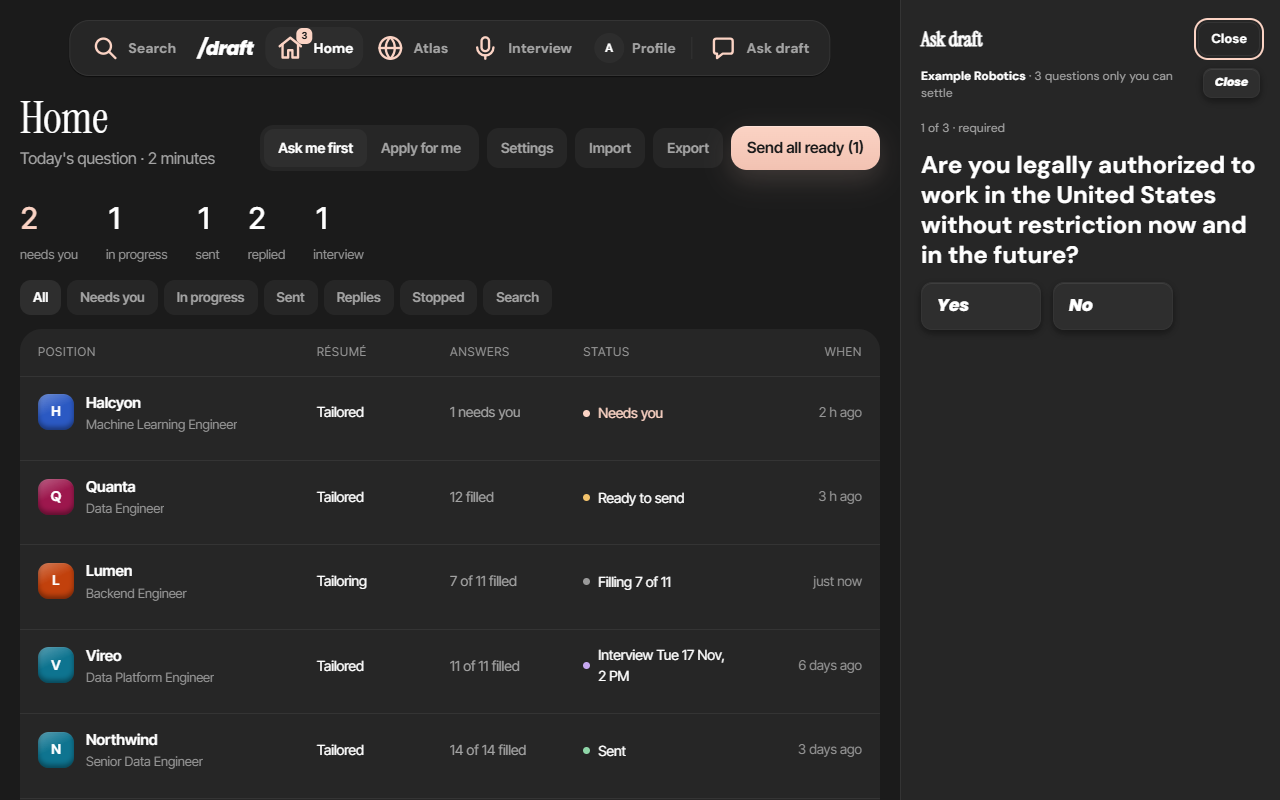 Search
/draft
3
Home
Atlas
Interview
A
Profile
Ask draft
Home
Today's question · 2 minutes
Ask me first
Apply for me
Settings
Import
Export
Send all ready (1)
2
needs you
1
in progress
1
sent
2
replied
1
interview
All
Needs you
In progress
Sent
Replies
Stopped
Search
POSITION
RÉSUMÉ
ANSWERS
STATUS
WHEN
H
Halcyon
Machine Learning Engineer
Tailored
1 needs you
Needs you
2 h ago
Q
Quanta
Data Engineer
Tailored
12 filled
Ready to send
3 h ago
L
Lumen
Backend Engineer
Tailoring
7 of 11 filled
Filling 7 of 11
just now
V
Vireo
Data Platform Engineer
Tailored
11 of 11 filled
Interview Tue 17 Nov,
2 PM
6 days ago
N
Northwind
Senior Data Engineer
Tailored
14 of 14 filled
Sent
3 days ago
Ask draft
Close
Example Robotics · 3 questions only you can
settle
Close
1 of 3 · required
Are you legally authorized to
work in the United States
without restriction now and
in the future?
Yes
No